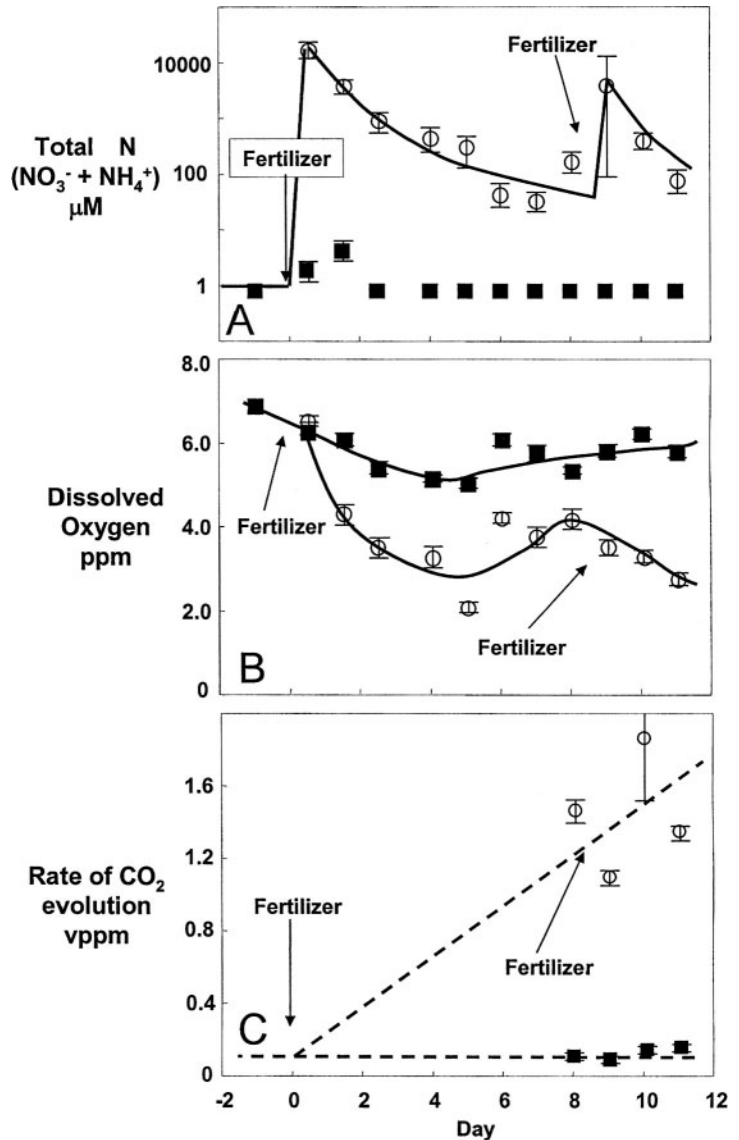 10000
100
1
Total N
(NO₃⁻ + NH₄⁺)
μM
Fertilizer
Fertilizer
A
8.0
6.0
4.0
2.0
0
Dissolved
Oxygen
ppm
Fertilizer
Fertilizer
B
1.6
1.2
0.8
0.4
0
Rate of CO₂
evolution
vppm
Fertilizer
Fertilizer
C
-2 0 2 4 6 8 10 12
Day